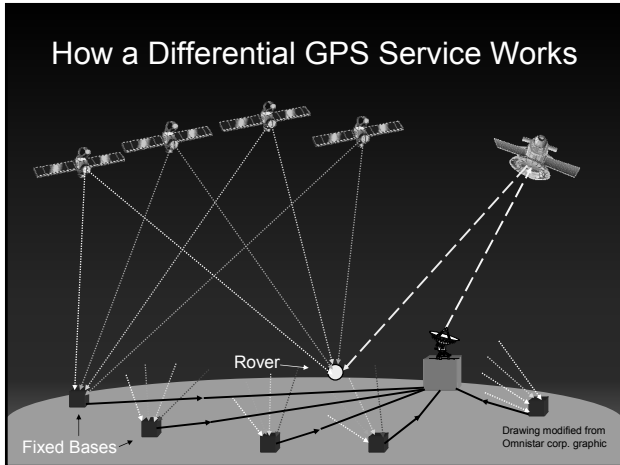 How a Differential GPS Service Works
Rover
Fixed Bases
Drawing modified from
Omnistar corp. graphic